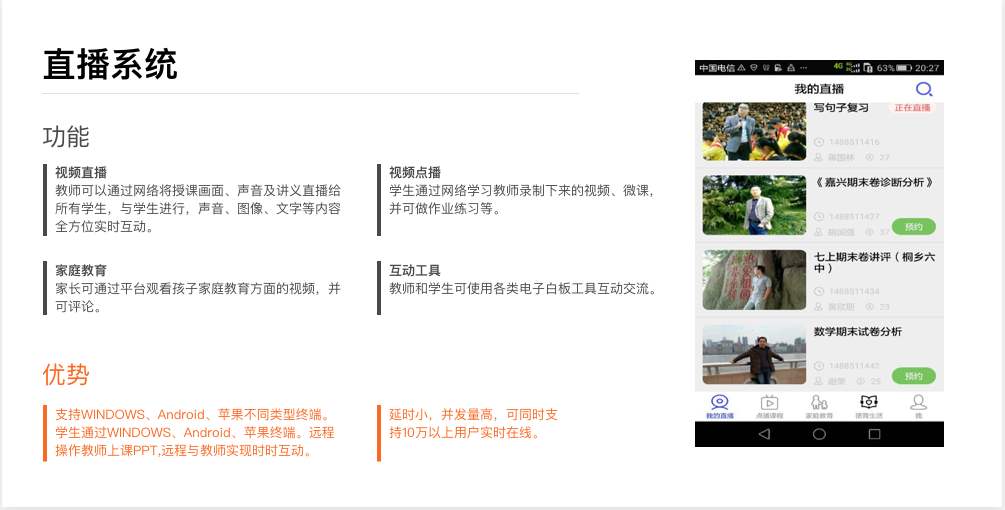 直播系统
功能
视频直播
教师可以通过网络将授课画面、声音及讲义直播给
所有学生，与学生进行，声音、图像、文字等内容
全方位实时互动。
视频点播
学生通过网络学习教师录制下来的视频、微课，
并可做作业练习等。
家庭教育
家长可通过平台观看孩子家庭教育方面的视频，并
可评论。
互动工具
教师和学生可使用各类电子白板工具互动交流。
优势
支持WINDOWS、Android、苹果不同类型终端。
学生通过WINDOWS、Android、苹果终端。远程
操作教师上课PPT,远程与教师实现时时互动。
延时小，并发量高，可同时支
持10万以上用户实时在线。
中国电信 4G 63% 20:27
我的直播
写句子复习 正在直播
1488511416
蒋国林 27
《嘉兴期末卷诊断分析》
1488511427
胡国强 37 预约
七上期末卷讲评（桐乡六
中）
1488511434
黄欣朝 23
数学期末试卷分析
1488511442
谢荣 25 预约
我的直播 点播课程 家庭教育 德育生活 我